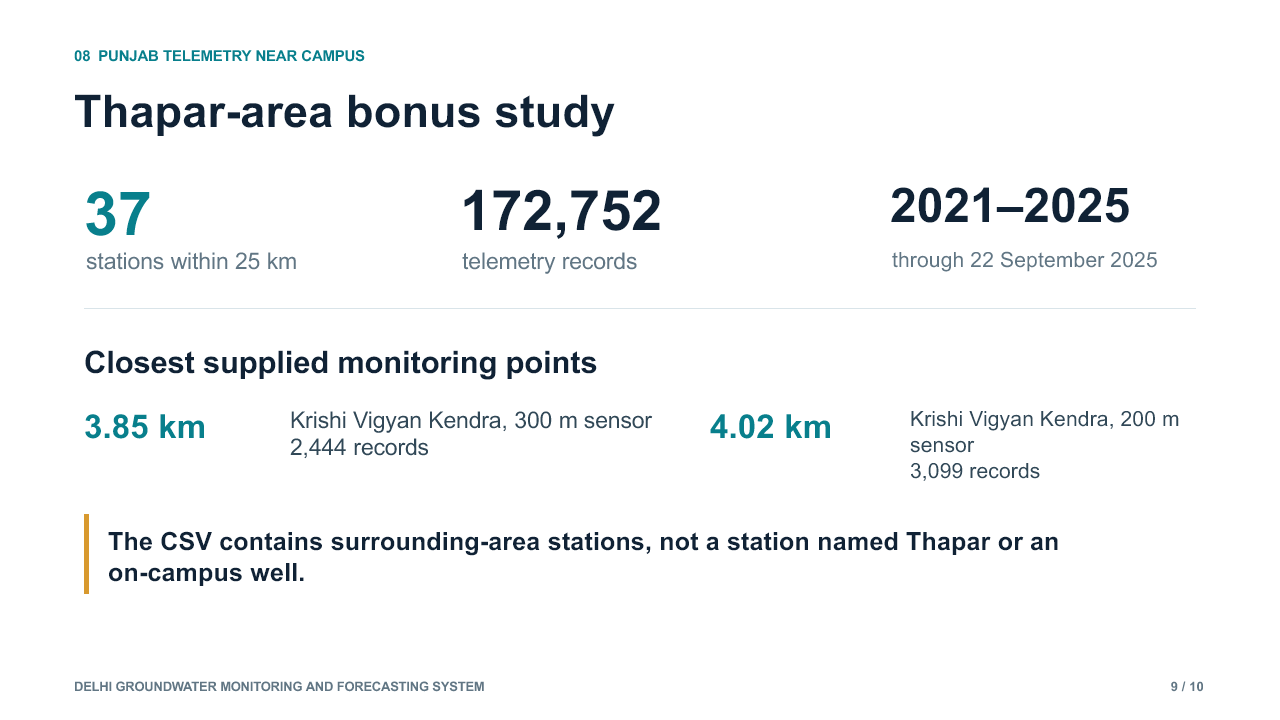 08 PUNJAB TELEMETRY NEAR CAMPUS
Thapar-area bonus study
37
stations within 25 km
172,752
telemetry records
2021–2025
through 22 September 2025
Closest supplied monitoring points
3.85 km
Krishi Vigyan Kendra, 300 m sensor
2,444 records
4.02 km
Krishi Vigyan Kendra, 200 m
sensor
3,099 records
The CSV contains surrounding-area stations, not a station named Thapar or an
on-campus well.
DELHI GROUNDWATER MONITORING AND FORECASTING SYSTEM
9 / 10